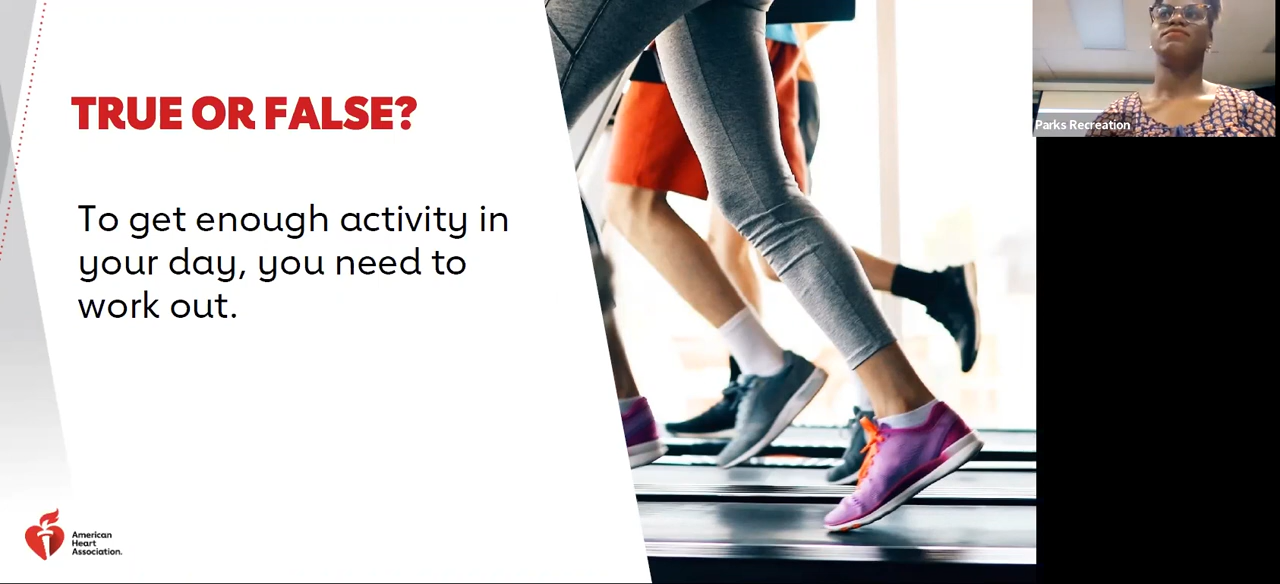 TRUE OR FALSE?
To get enough activity in
your day, you need to
work out.
American
Heart
Association.
Parks Recreation